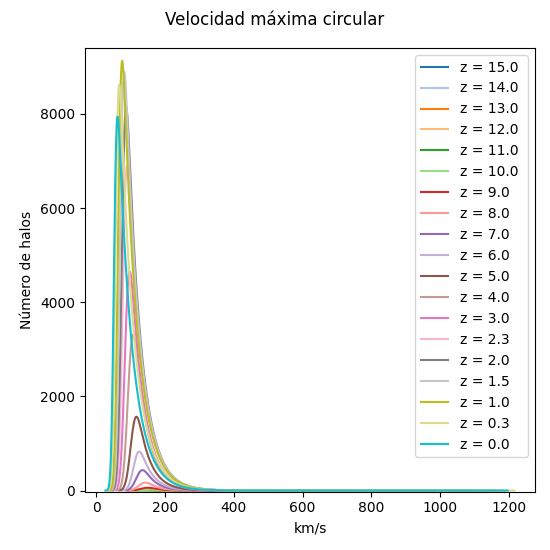 Velocidad máxima circular
Número de halos
8000
6000
4000
2000
0
0 200 400 600 800 1000 1200
km/s
z = 15.0
z = 14.0
z = 13.0
z = 12.0
z = 11.0
z = 10.0
z = 9.0
z = 8.0
z = 7.0
z = 6.0
z = 5.0
z = 4.0
z = 3.0
z = 2.3
z = 2.0
z = 1.5
z = 1.0
z = 0.3
z = 0.0